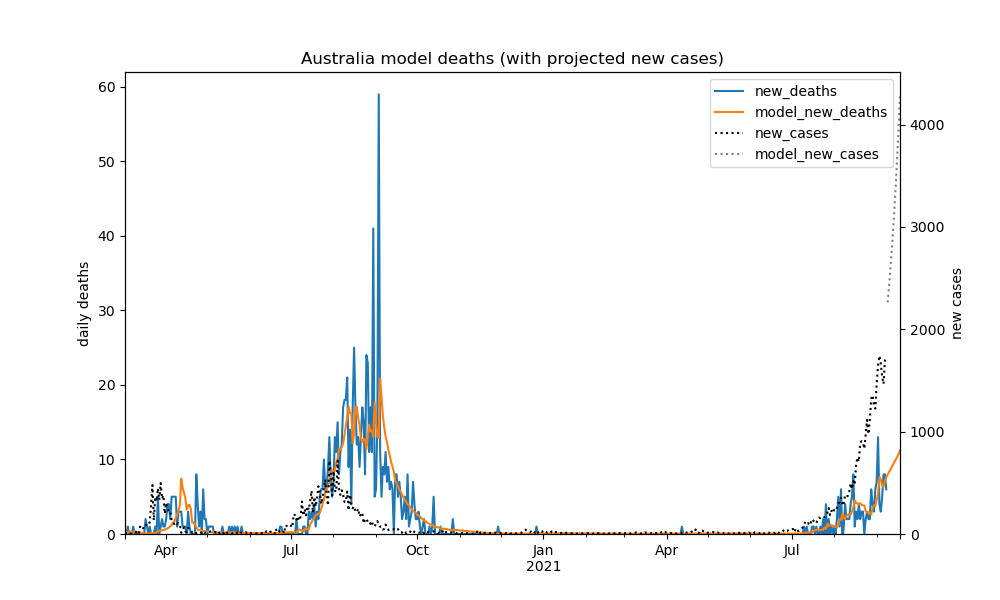 Australia model deaths (with projected new cases)
new_deaths
model_new_deaths
new_cases
model_new_cases
daily deaths
60
50
40
30
20
10
0
4000
3000
2000
1000
0
new cases
Apr
Jul
Oct
Jan
2021
Apr
Jul